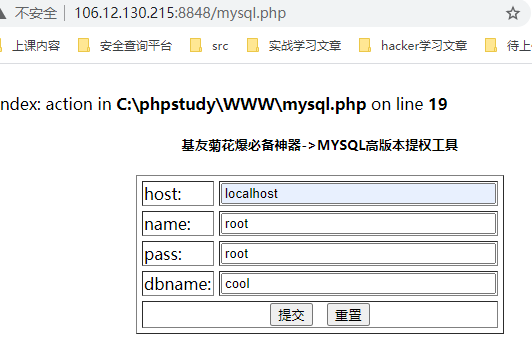 不安全 106.12.130.215:8848/mysql.php
上课内容 安全查询平台 src 实战学习文章 hacker学习文章 待上
ndex: action in C:\phpstudy\WWW\mysql.php on line 19
基友菊花爆必备神器->MYSQL高版本提权工具
host: localhost
name: root
pass: root
dbname: cool
提交 重置